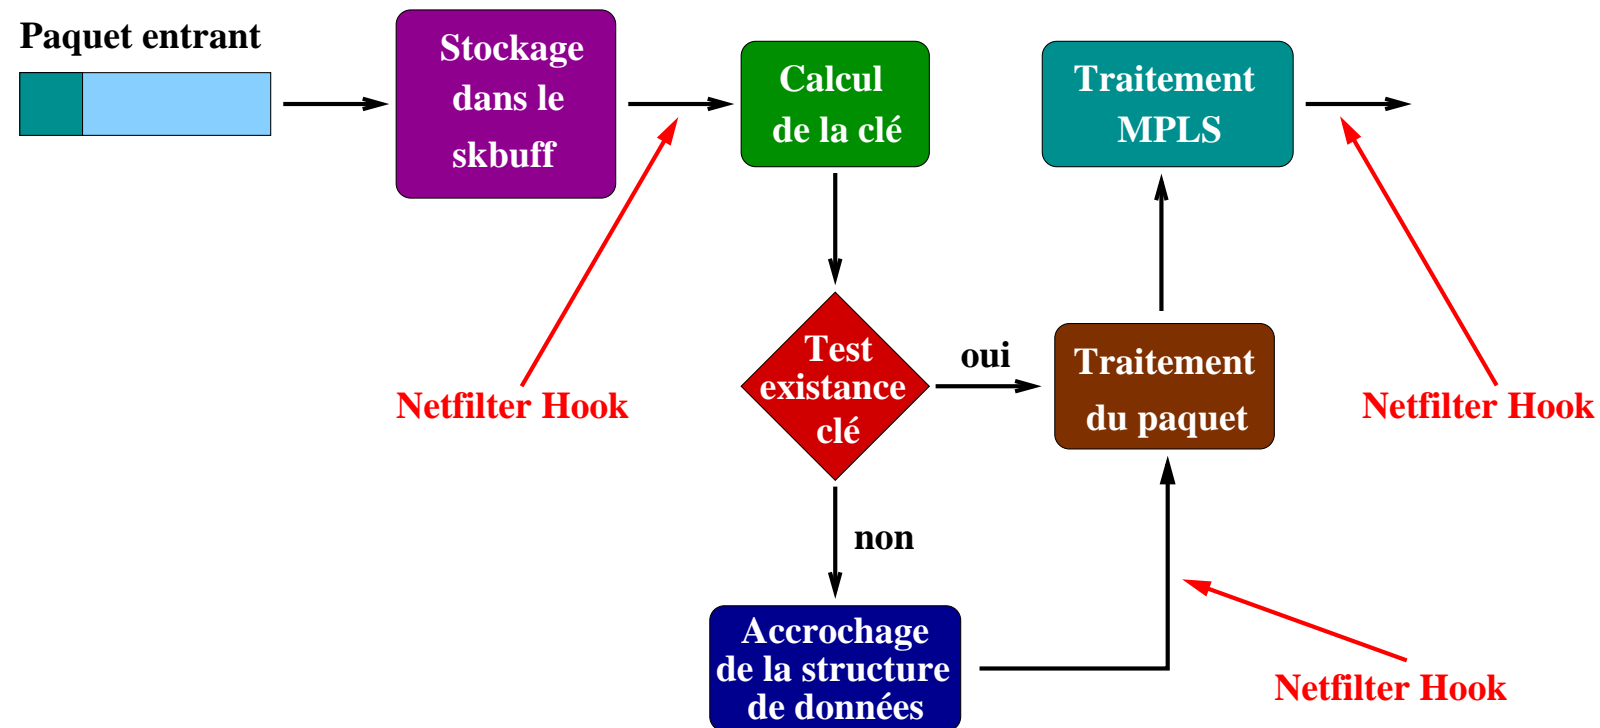 Paquet entrant
Stockage
dans le
skbuff
Calcul
de la clé
Traitement
MPLS
Test
existance
clé
oui
Traitement
du paquet
Netfilter Hook
Netfilter Hook
non
Accrochage
de la structure
de données
Netfilter Hook